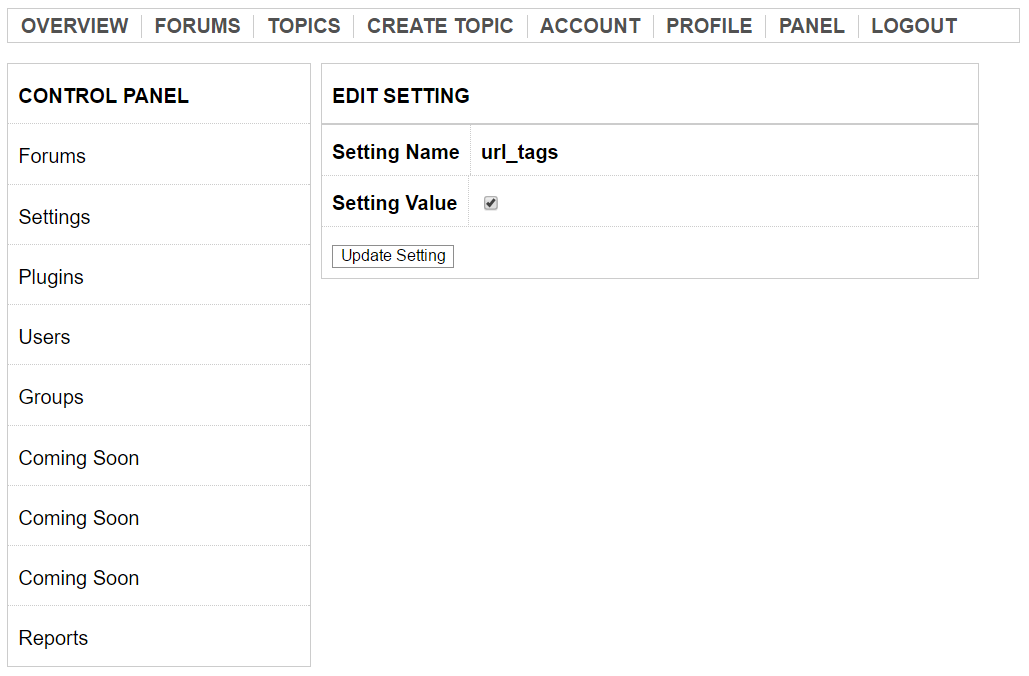 OVERVIEW FORUMS TOPICS CREATE TOPIC ACCOUNT PROFILE PANEL LOGOUT
CONTROL PANEL
Forums
Settings
Plugins
Users
Groups
Coming Soon
Coming Soon
Coming Soon
Reports
EDIT SETTING
Setting Name url_tags
Setting Value
Update Setting